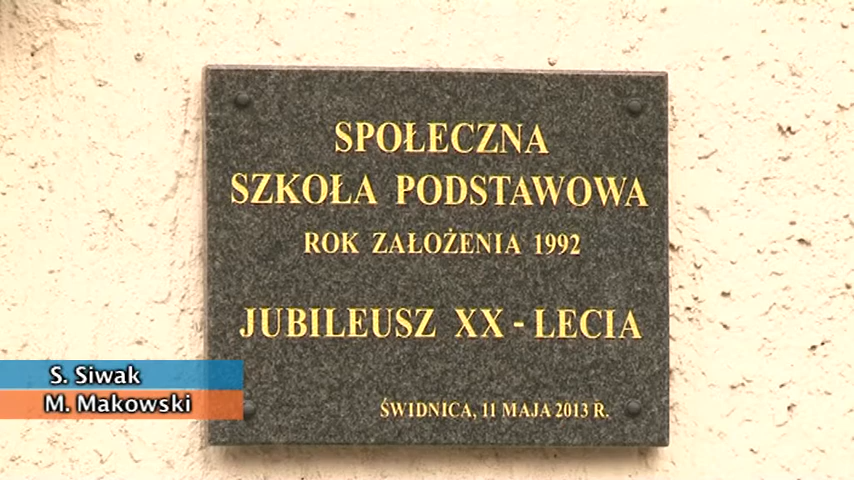 SPOŁECZNA
SZKOŁA PODSTAWOWA
ROK ZAŁOŻENIA 1992
JUBILEUSZ XX - LECIA
ŚWIDNICA, 11 MAJA 2013 R.
S. Siwak
M. Makowski